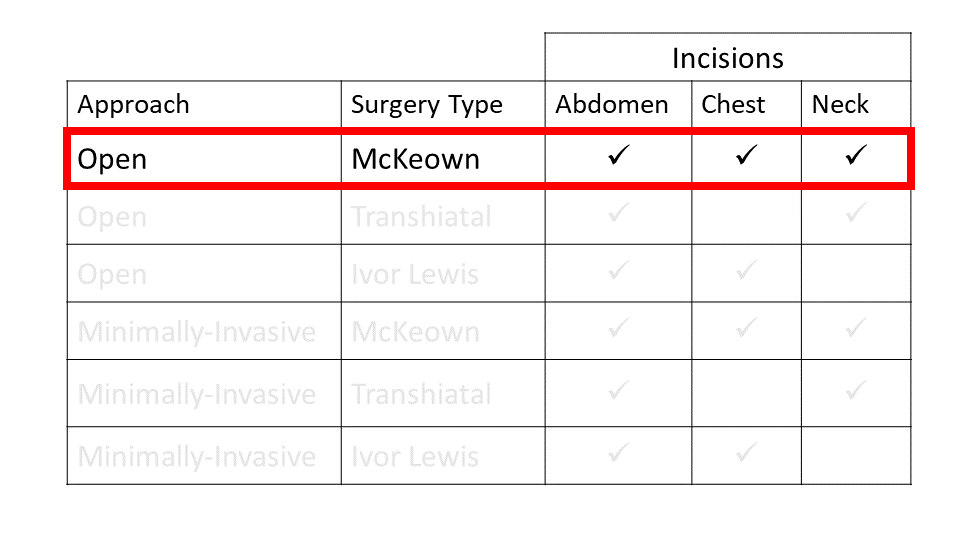 Incisions
Approach Surgery Type Abdomen Chest Neck
Open McKeown ✓ ✓ ✓
Open Transhiatal ✓ ✓
Open Ivor Lewis ✓ ✓
Minimally-Invasive McKeown ✓ ✓ ✓
Minimally-Invasive Transhiatal ✓ ✓
Minimally-Invasive Ivor Lewis ✓ ✓